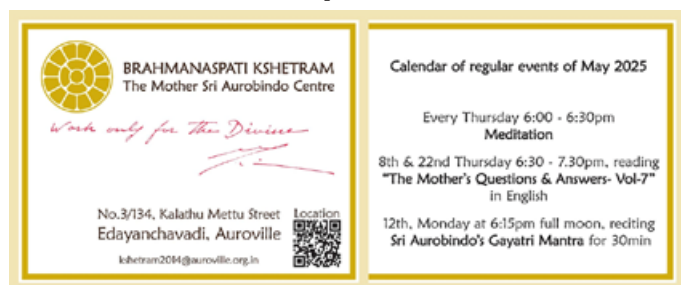 BRAHMANASPATI KSHETRAM
The Mother Sri Aurobindo Centre
Work only for the Divine
No.3/134, Kalathu Mettu Street
Location
Edayanchavadi, Auroville
kshetram2014@auroville.org.in
Calendar of regular events of May 2025
Every Thursday 6:00 - 6:30pm
Meditation
8th & 22nd Thursday 6:30 - 7.30pm, reading
"The Mother's Questions & Answers- Vol-7"
in English
12th, Monday at 6:15pm full moon, reciting
Sri Aurobindo's Gayatri Mantra for 30min